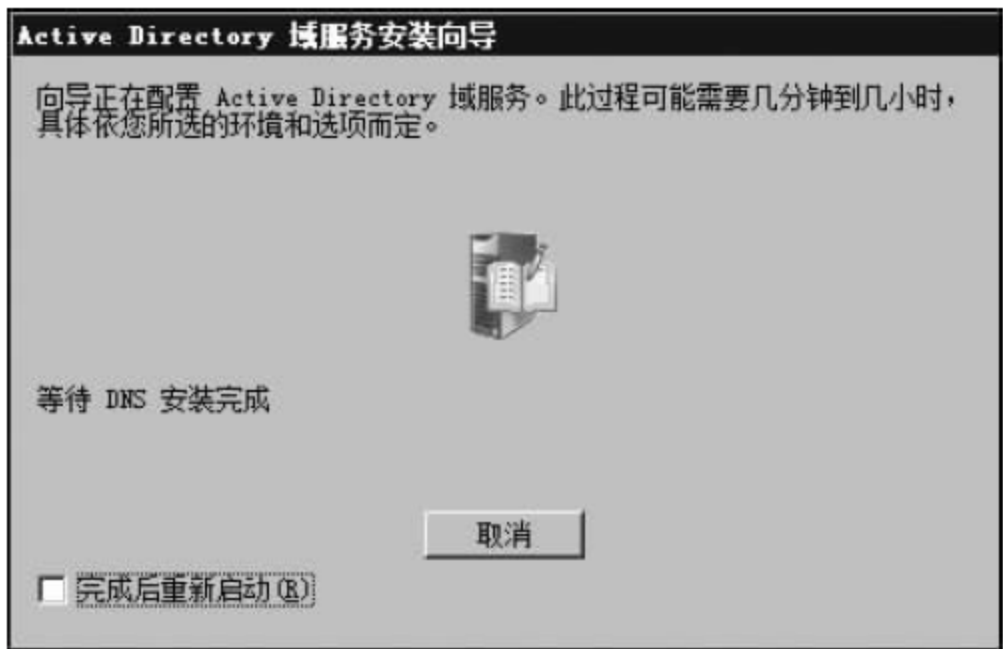 Active Directory 域服务安装向导
向导正在配置 Active Directory 域服务。此过程可能需要几分钟到几小时，
具体依您所选的环境和选项而定。
等待 DNS 安装完成
取消
完成后重新启动(R)